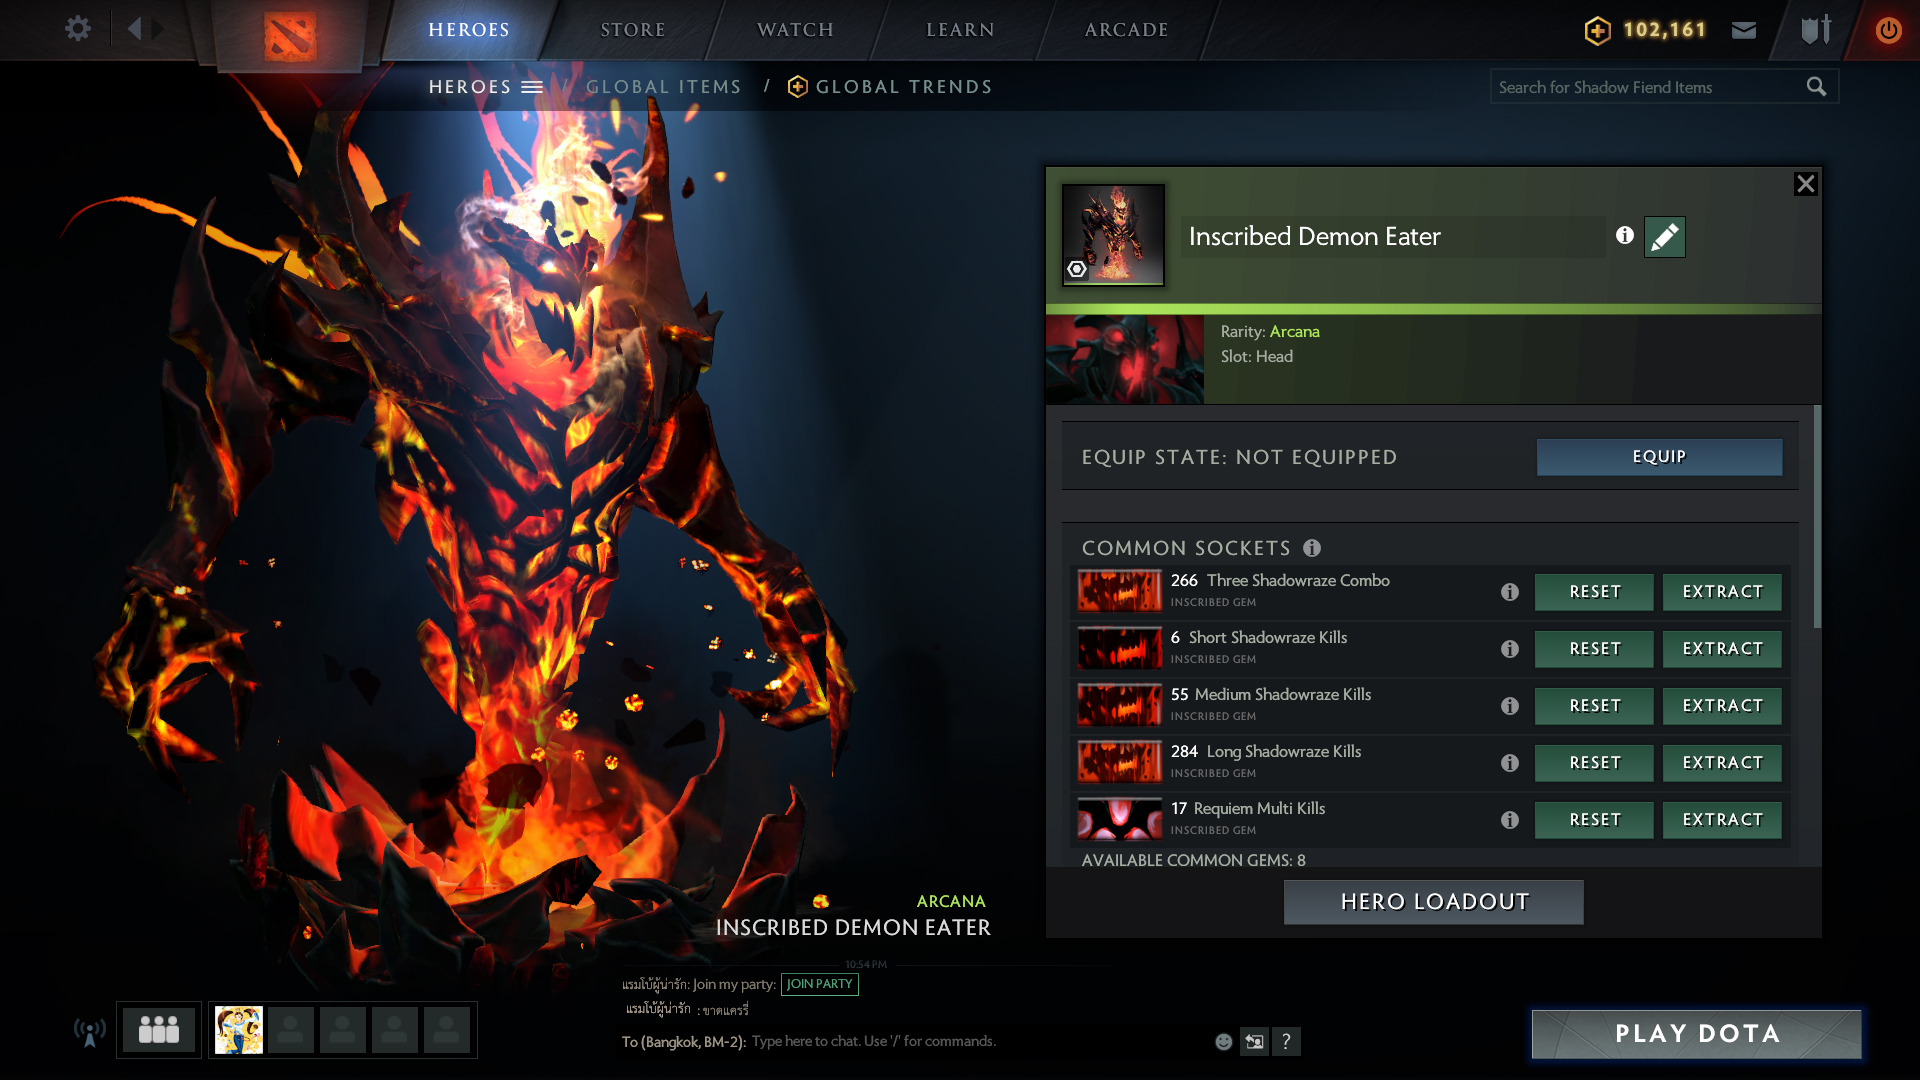 HEROES
STORE
WATCH
LEARN
ARCADE
102,161
HEROES / GLOBAL ITEMS / GLOBAL TRENDS
Search for Shadow Fiend Items
Inscribed Demon Eater
Rarity: Arcana
Slot: Head
EQUIP STATE: NOT EQUIPPED
EQUIP
COMMON SOCKETS
266 Three Shadowraze Combo
INSCRIBED GEM
RESET
EXTRACT
6 Short Shadowraze Kills
INSCRIBED GEM
RESET
EXTRACT
55 Medium Shadowraze Kills
INSCRIBED GEM
RESET
EXTRACT
284 Long Shadowraze Kills
INSCRIBED GEM
RESET
EXTRACT
17 Requiem Multi Kills
INSCRIBED GEM
RESET
EXTRACT
AVAILABLE COMMON GEMS: 8
HERO LOADOUT
ARCANA
INSCRIBED DEMON EATER
10:54 PM
แรมโบ้ผู้น่ารัก: Join my party: JOIN PARTY
แรมโบ้ผู้น่ารัก : ขาดแครรี่
To (Bangkok, BM-2): Type here to chat. Use '/' for commands.
?
PLAY DOTA